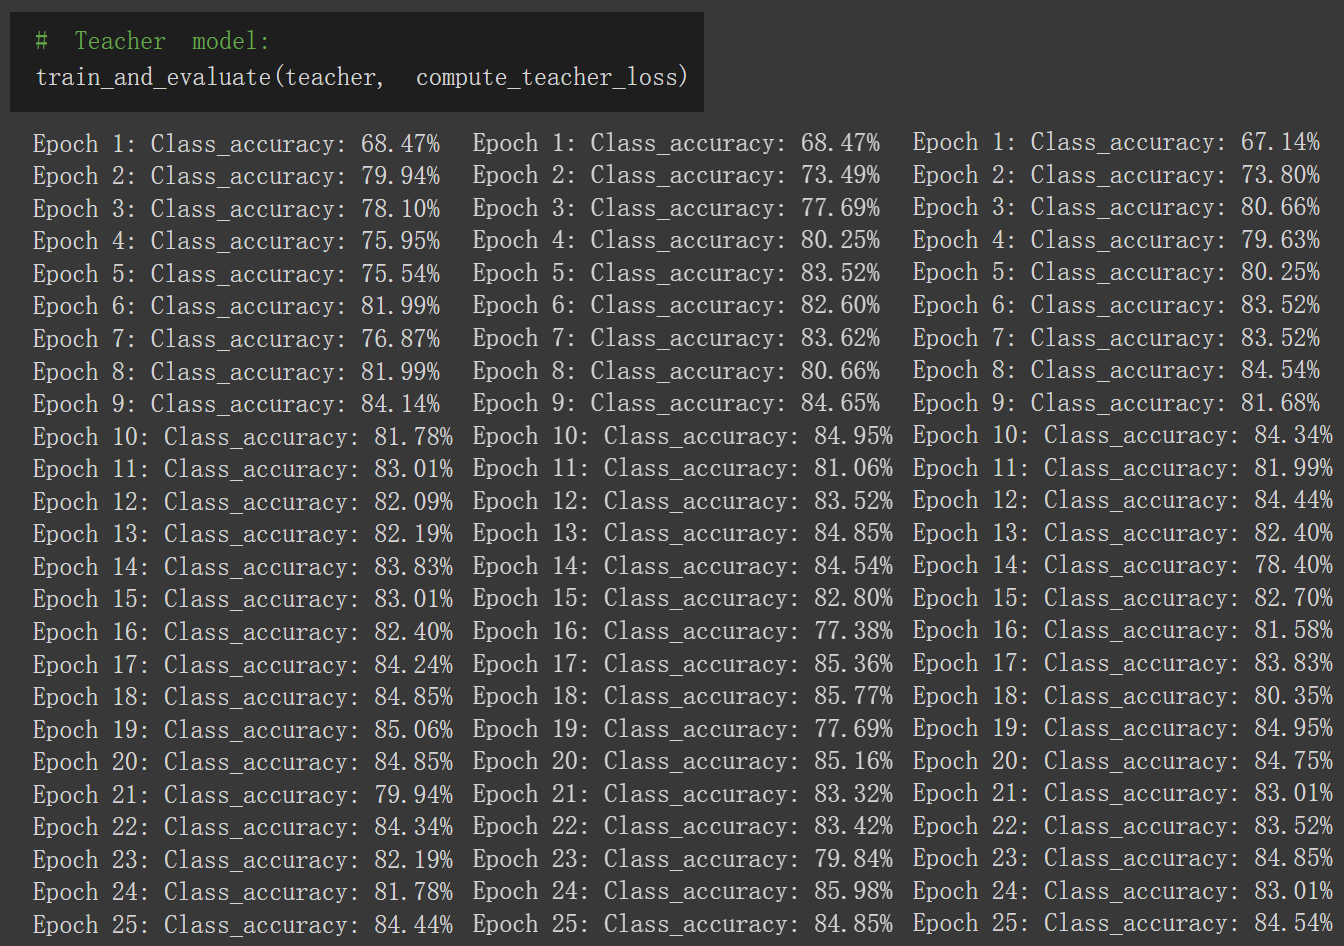 # Teacher model:
train_and_evaluate(teacher, compute_teacher_loss)
Epoch 1: Class_accuracy: 68.47%
Epoch 2: Class_accuracy: 79.94%
Epoch 3: Class_accuracy: 78.10%
Epoch 4: Class_accuracy: 75.95%
Epoch 5: Class_accuracy: 75.54%
Epoch 6: Class_accuracy: 81.99%
Epoch 7: Class_accuracy: 76.87%
Epoch 8: Class_accuracy: 81.99%
Epoch 9: Class_accuracy: 84.14%
Epoch 10: Class_accuracy: 81.78%
Epoch 11: Class_accuracy: 83.01%
Epoch 12: Class_accuracy: 82.09%
Epoch 13: Class_accuracy: 82.19%
Epoch 14: Class_accuracy: 83.83%
Epoch 15: Class_accuracy: 83.01%
Epoch 16: Class_accuracy: 82.40%
Epoch 17: Class_accuracy: 84.24%
Epoch 18: Class_accuracy: 84.85%
Epoch 19: Class_accuracy: 85.06%
Epoch 20: Class_accuracy: 84.85%
Epoch 21: Class_accuracy: 79.94%
Epoch 22: Class_accuracy: 84.34%
Epoch 23: Class_accuracy: 82.19%
Epoch 24: Class_accuracy: 81.78%
Epoch 25: Class_accuracy: 84.44%
Epoch 1: Class_accuracy: 68.47%
Epoch 2: Class_accuracy: 73.49%
Epoch 3: Class_accuracy: 77.69%
Epoch 4: Class_accuracy: 80.25%
Epoch 5: Class_accuracy: 83.52%
Epoch 6: Class_accuracy: 82.60%
Epoch 7: Class_accuracy: 83.62%
Epoch 8: Class_accuracy: 80.66%
Epoch 9: Class_accuracy: 84.65%
Epoch 10: Class_accuracy: 84.95%
Epoch 11: Class_accuracy: 81.06%
Epoch 12: Class_accuracy: 83.52%
Epoch 13: Class_accuracy: 84.85%
Epoch 14: Class_accuracy: 84.54%
Epoch 15: Class_accuracy: 82.80%
Epoch 16: Class_accuracy: 77.38%
Epoch 17: Class_accuracy: 85.36%
Epoch 18: Class_accuracy: 85.77%
Epoch 19: Class_accuracy: 77.69%
Epoch 20: Class_accuracy: 85.16%
Epoch 21: Class_accuracy: 83.32%
Epoch 22: Class_accuracy: 83.42%
Epoch 23: Class_accuracy: 79.84%
Epoch 24: Class_accuracy: 85.98%
Epoch 25: Class_accuracy: 84.85%
Epoch 1: Class_accuracy: 67.14%
Epoch 2: Class_accuracy: 73.80%
Epoch 3: Class_accuracy: 80.66%
Epoch 4: Class_accuracy: 79.63%
Epoch 5: Class_accuracy: 80.25%
Epoch 6: Class_accuracy: 83.52%
Epoch 7: Class_accuracy: 83.52%
Epoch 8: Class_accuracy: 84.54%
Epoch 9: Class_accuracy: 81.68%
Epoch 10: Class_accuracy: 84.34%
Epoch 11: Class_accuracy: 81.99%
Epoch 12: Class_accuracy: 84.44%
Epoch 13: Class_accuracy: 82.40%
Epoch 14: Class_accuracy: 78.40%
Epoch 15: Class_accuracy: 82.70%
Epoch 16: Class_accuracy: 81.58%
Epoch 17: Class_accuracy: 83.83%
Epoch 18: Class_accuracy: 80.35%
Epoch 19: Class_accuracy: 84.95%
Epoch 20: Class_accuracy: 84.75%
Epoch 21: Class_accuracy: 83.01%
Epoch 22: Class_accuracy: 83.52%
Epoch 23: Class_accuracy: 84.85%
Epoch 24: Class_accuracy: 83.01%
Epoch 25: Class_accuracy: 84.54%